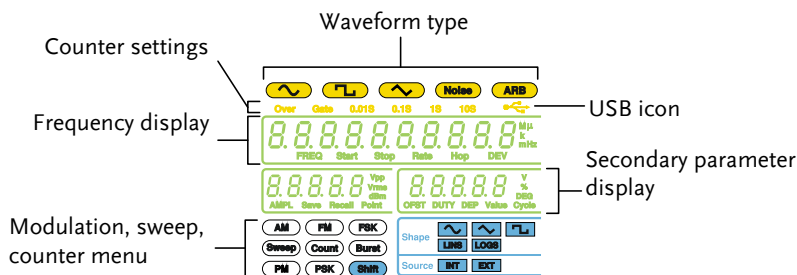 Waveform type
Counter settings
Noise ARB
Over Gate 0.01S 0.1S 1S 10S
USB icon
Frequency display
8.8.8.8.8.8.8.8.8.8 Mμ
k
mHz
FREQ Start Stop Rate Hop DEV
Secondary parameter
display
8.8.8.8.8 Vpp
Vrms
dBm
AMPL Save Recall Point
8.8.8.8.8 V
%
DEG
OFST DUTY DEP Value Cycle
Modulation, sweep,
counter menu
AM FM FSK
Sweep Count Burst
PM PSK Shift
Shape
LINS LOGS
Source INT EXT